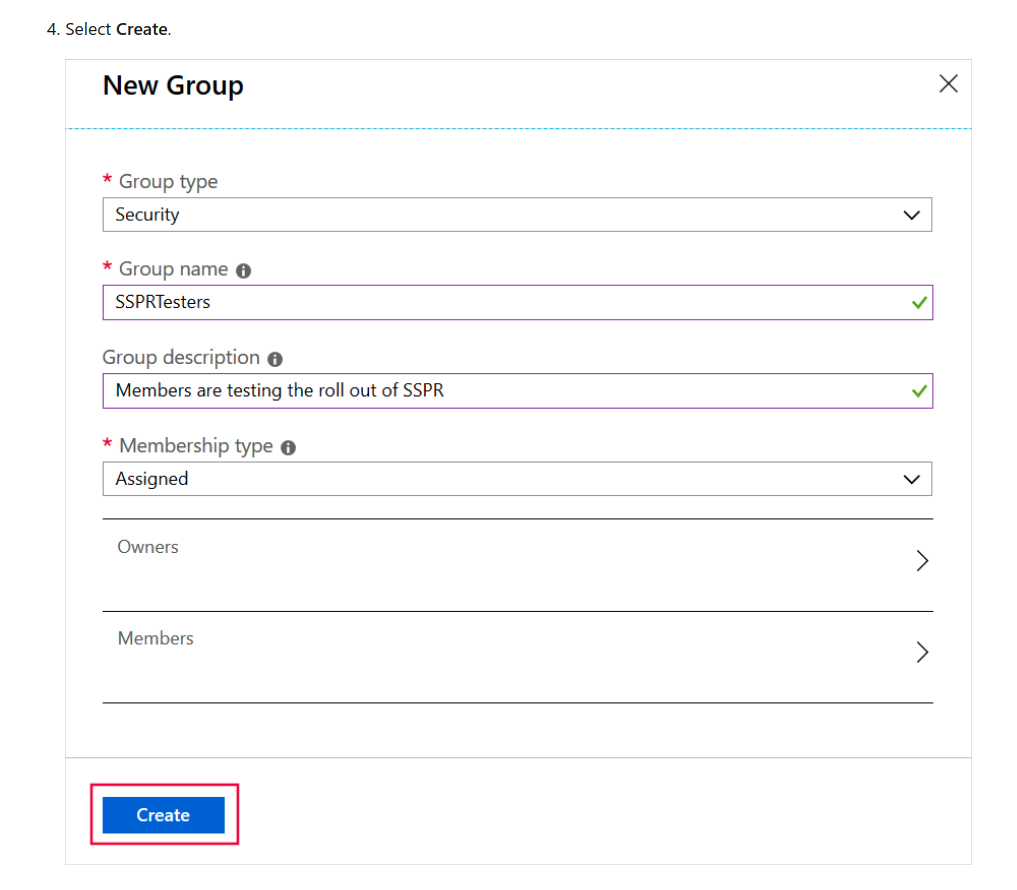 4. Select Create.
New Group
* Group type
Security
* Group name
SSPRTesters
Group description
Members are testing the roll out of SSPR
* Membership type
Assigned
Owners
Members
Create